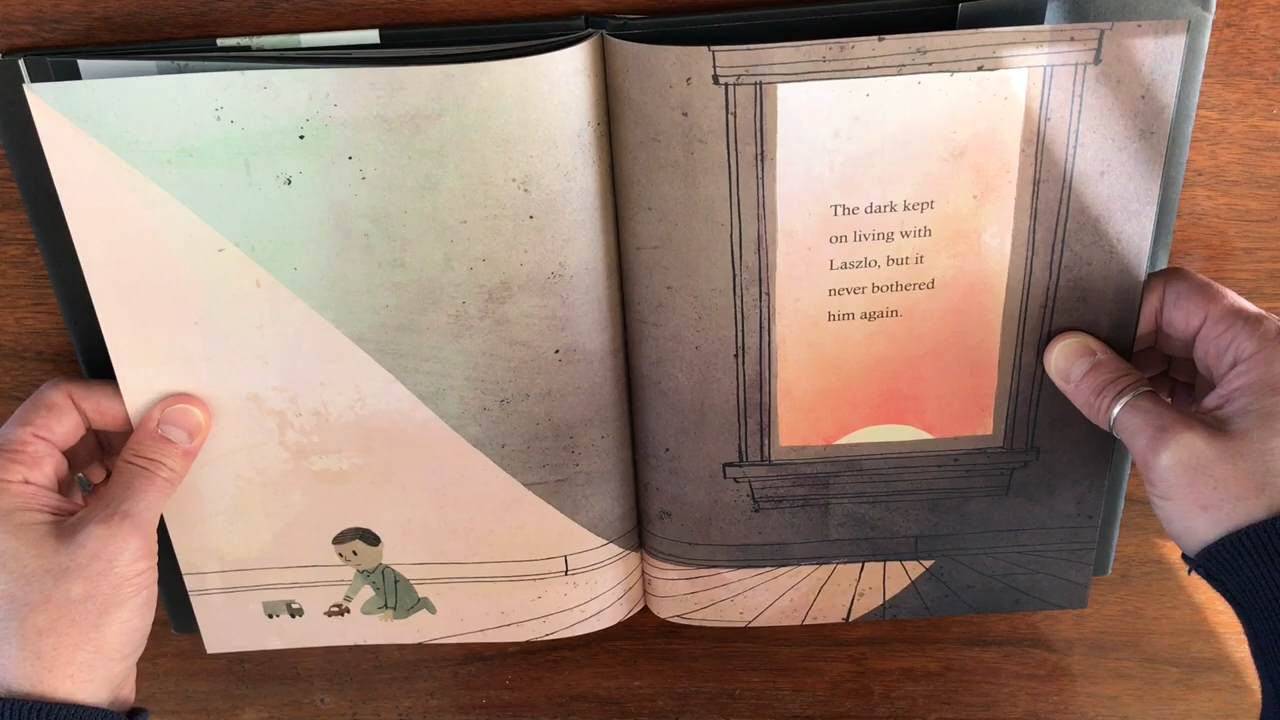 The dark kept
on living with
Laszlo, but it
never bothered
him again.